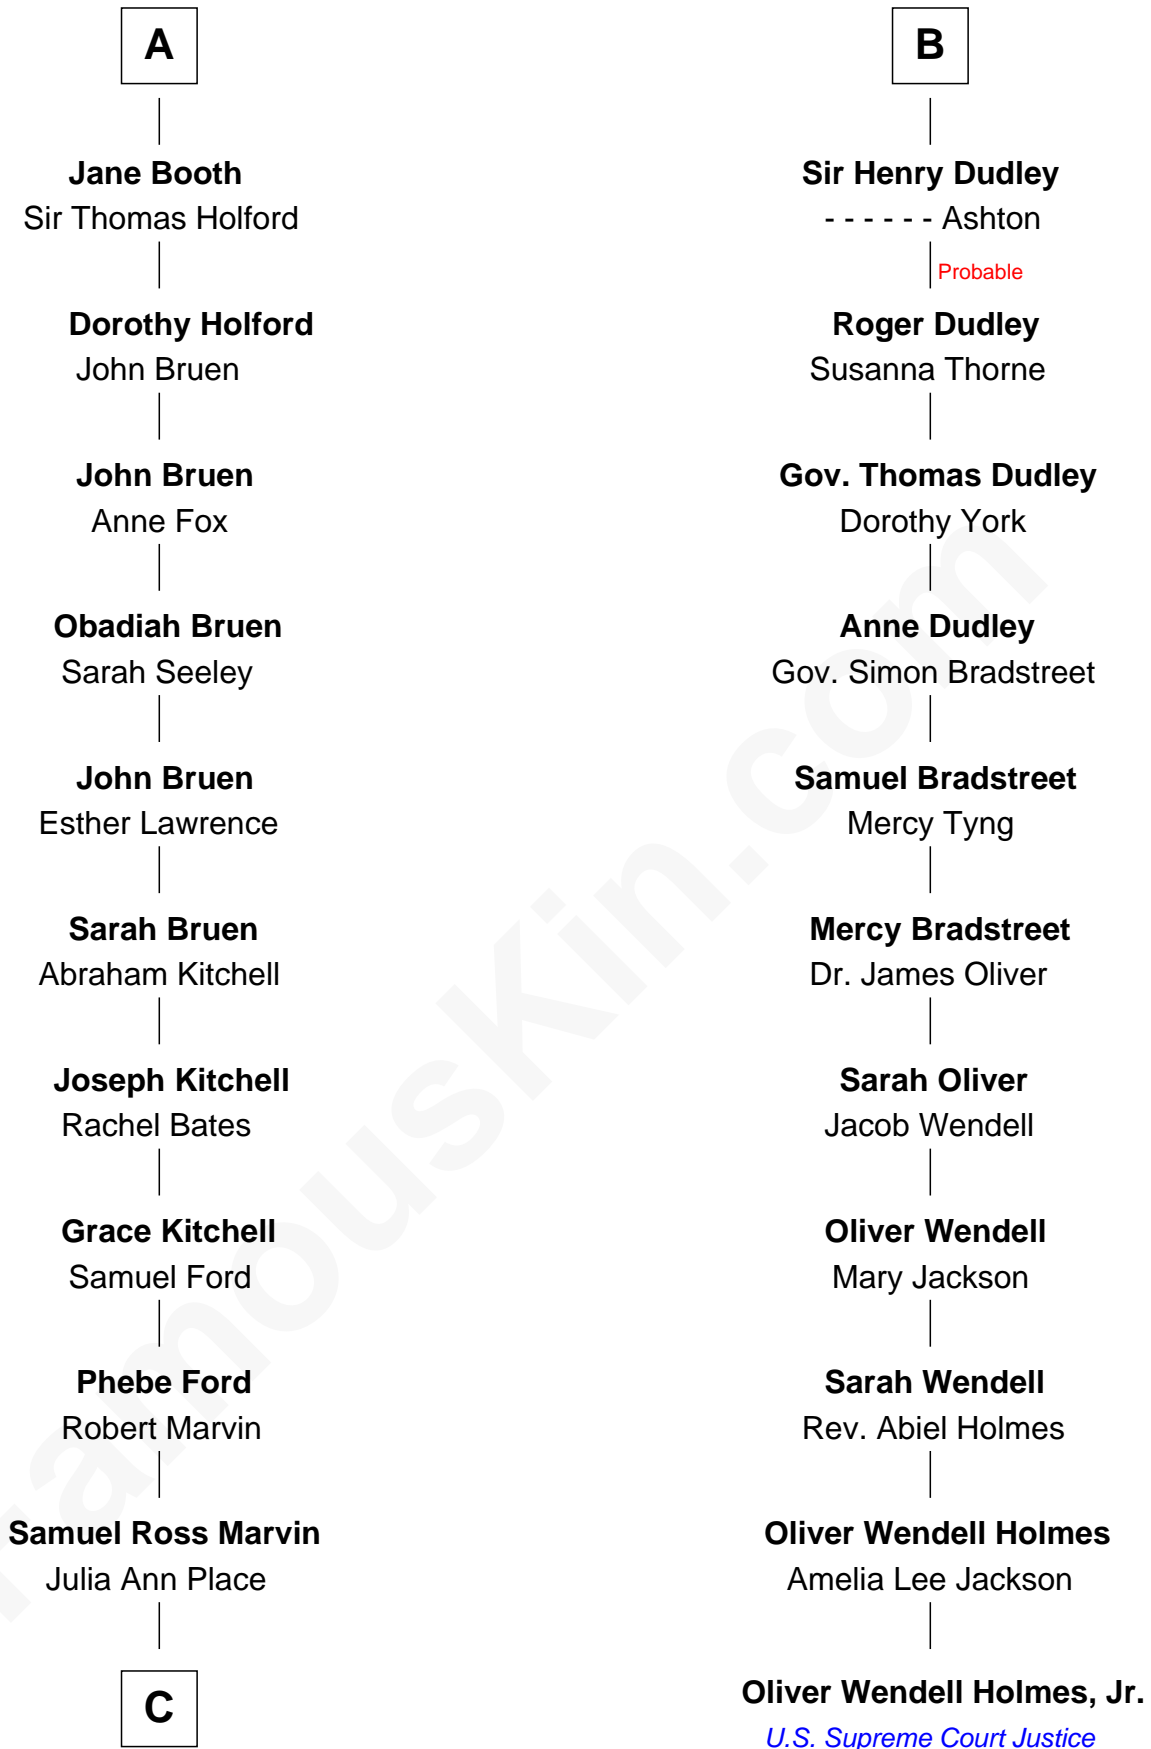 A
Jane Booth
Sir Thomas Holford
Dorothy Holford
John Bruen
John Bruen
Anne Fox
Obadiah Bruen
Sarah Seeley
John Bruen
Esther Lawrence
Sarah Bruen
Abraham Kitchell
Joseph Kitchell
Rachel Bates
Grace Kitchell
Samuel Ford
Phebe Ford
Robert Marvin
Samuel Ross Marvin
Julia Ann Place
C
B
Sir Henry Dudley
- - - - - - Ashton
Probable
Roger Dudley
Susanna Thorne
Gov. Thomas Dudley
Dorothy York
Anne Dudley
Gov. Simon Bradstreet
Samuel Bradstreet
Mercy Tyng
Mercy Bradstreet
Dr. James Oliver
Sarah Oliver
Jacob Wendell
Oliver Wendell
Mary Jackson
Sarah Wendell
Rev. Abiel Holmes
Oliver Wendell Holmes
Amelia Lee Jackson
Oliver Wendell Holmes, Jr.
U.S. Supreme Court Justice
FamousKin.com